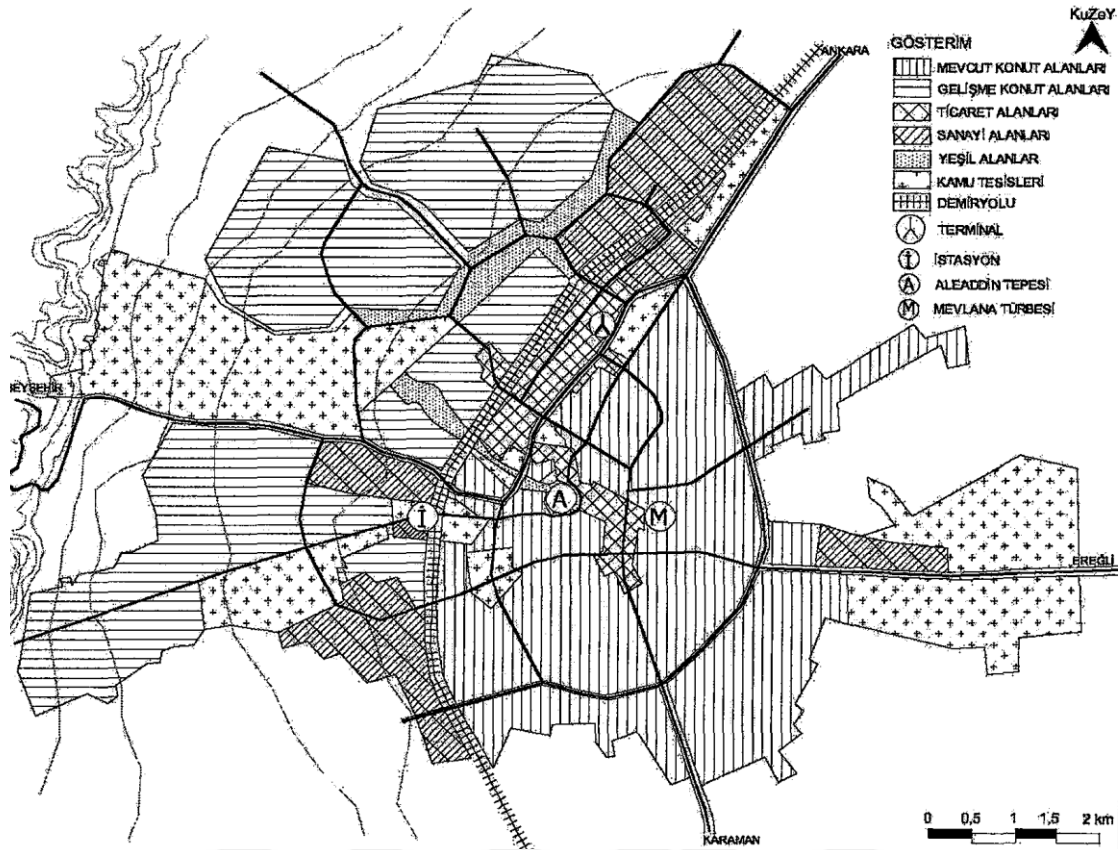 KuZeY
GÖSTERİM
MEVCUT KONUT ALANLARI
GELİŞME KONUT ALANLARI
TİCARET ALANLARI
SANAYİ ALANLARI
YEŞİL ALANLAR
KAMU TESİSLERİ
DEMİRYOLU
TERMİNAL
İ İSTASYON
A ALEADDİN TEPESİ
M MEVLANA TÜRBESİ
ANKARA
BEYŞEHİR
A
İ
M
EREĞLİ
KARAMAN
0 0,5 1 1,5 2 km